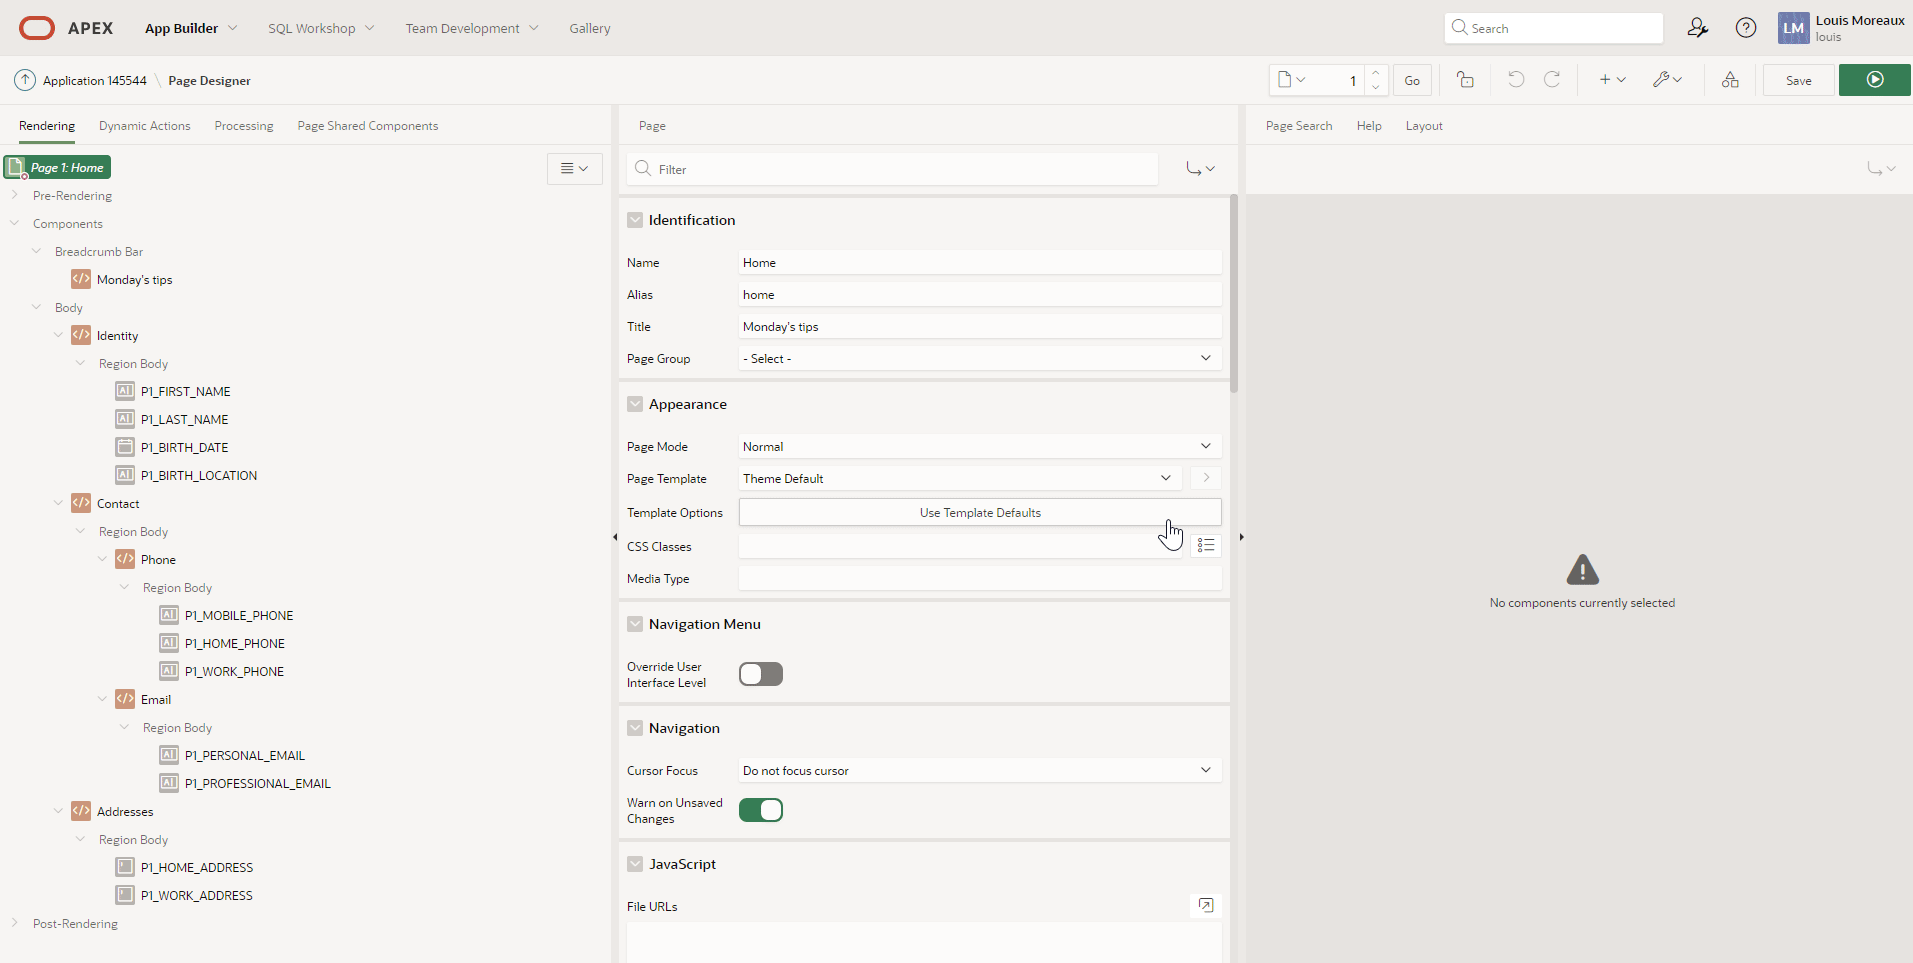 APEX App Builder SQL Workshop Team Development Gallery Search LM Louis Moreaux
louis
Application 145544 \ Page Designer 1 Go Save
Rendering Dynamic Actions Processing Page Shared Components
Page 1: Home
Pre-Rendering
Components
Breadcrumb Bar
Monday's tips
Body
Identity
Region Body
P1_FIRST_NAME
P1_LAST_NAME
P1_BIRTH_DATE
P1_BIRTH_LOCATION
Contact
Region Body
Phone
Region Body
P1_MOBILE_PHONE
P1_HOME_PHONE
P1_WORK_PHONE
Email
Region Body
P1_PERSONAL_EMAIL
P1_PROFESSIONAL_EMAIL
Addresses
Region Body
P1_HOME_ADDRESS
P1_WORK_ADDRESS
Post-Rendering
Page
Filter
Identification
Name Home
Alias home
Title Monday's tips
Page Group - Select -
Appearance
Page Mode Normal
Page Template Theme Default
Template Options Use Template Defaults
CSS Classes
Media Type
Navigation Menu
Override User
Interface Level
Navigation
Cursor Focus Do not focus cursor
Warn on Unsaved
Changes
JavaScript
File URLs
Page Search Help Layout
No components currently selected